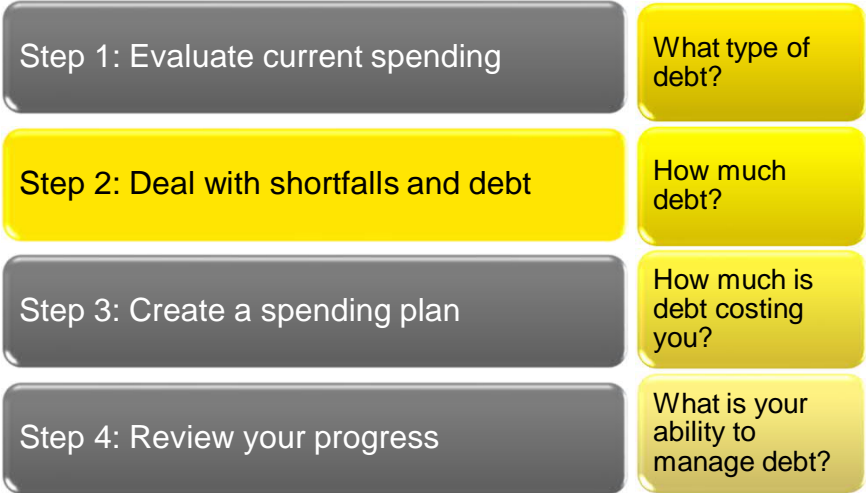 Step 1: Evaluate current spending
What type of
debt?
Step 2: Deal with shortfalls and debt
How much
debt?
Step 3: Create a spending plan
How much is
debt costing
you?
Step 4: Review your progress
What is your
ability to
manage debt?